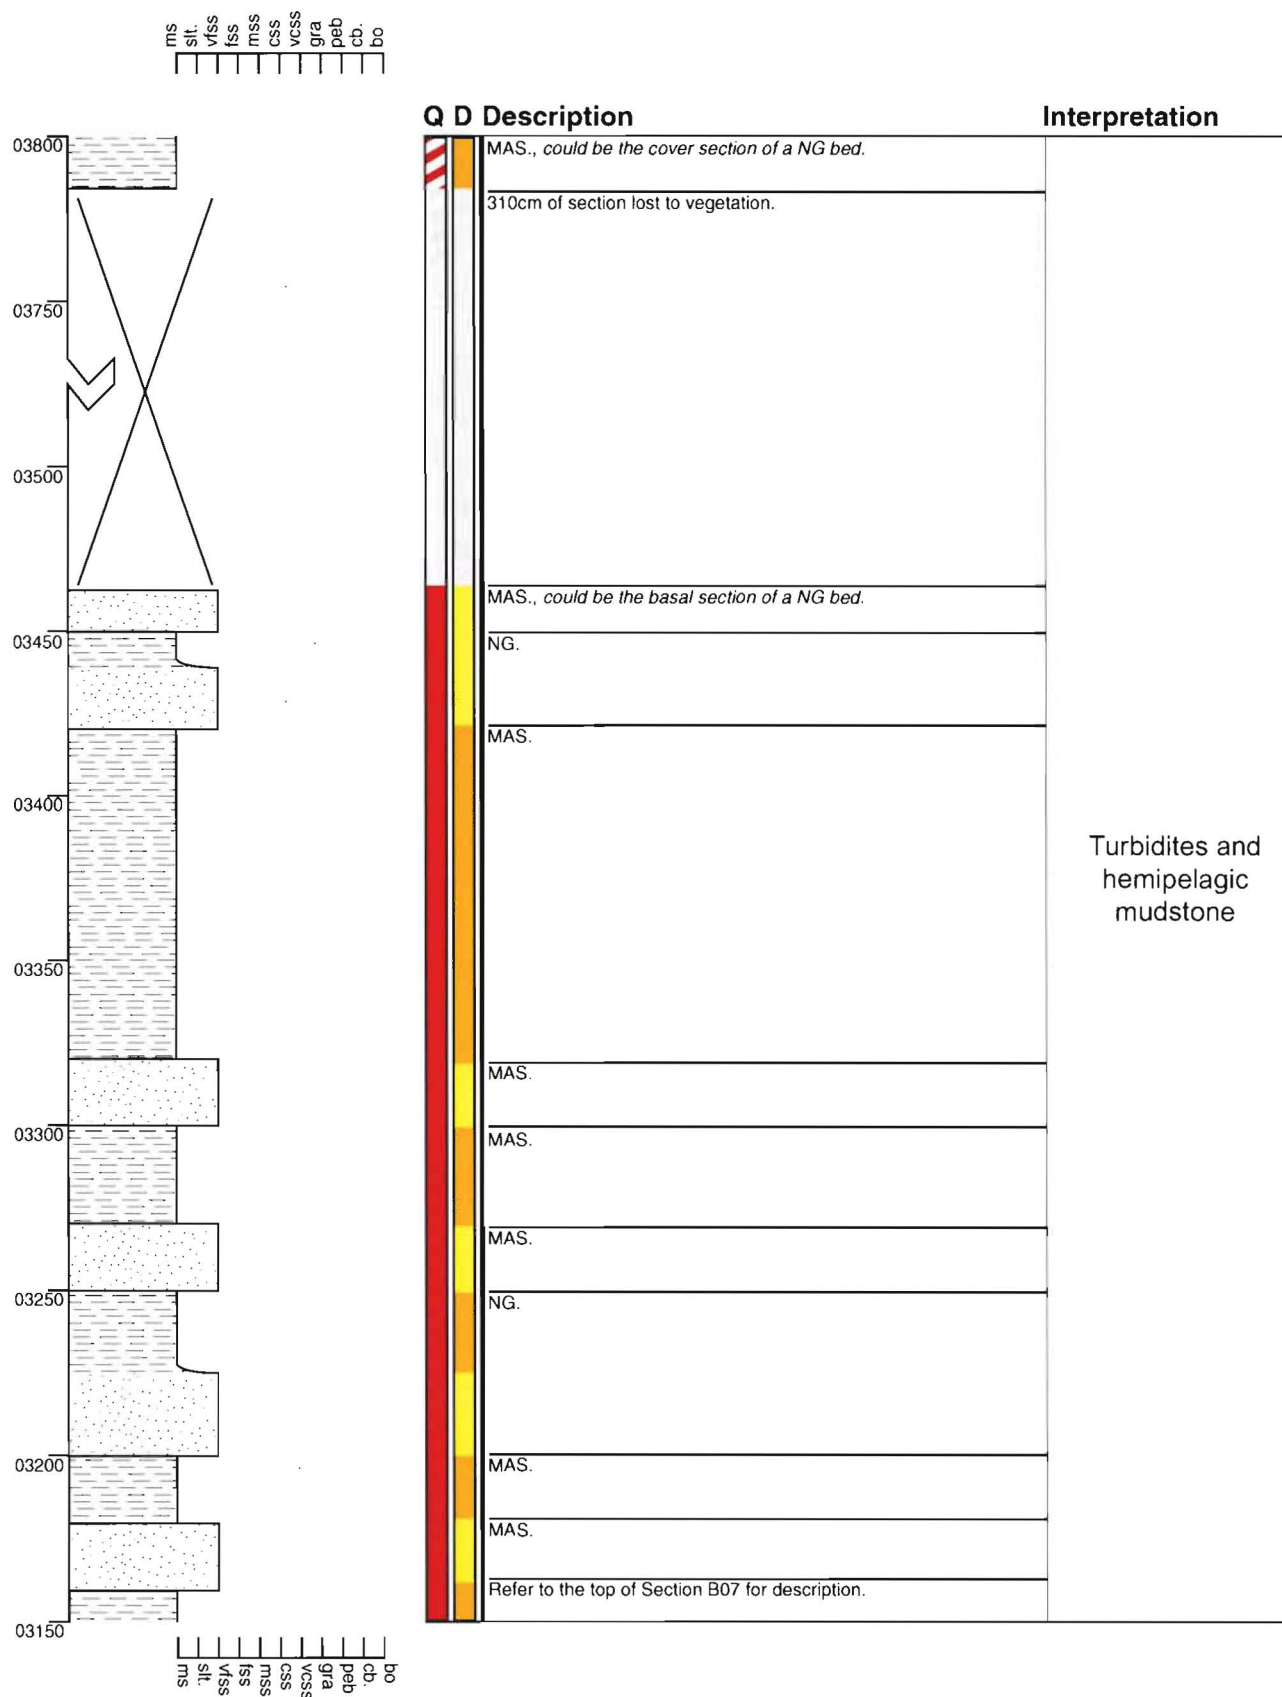 ms slt. vfss fss mss css vcss gra peb cb. bo
Q D Description Interpretation
03800
MAS., could be the cover section of a NG bed.
310cm of section lost to vegetation.
03750
03500
MAS., could be the basal section of a NG bed.
03450
NG.
MAS.
03400
Turbidites and
hemipelagic
mudstone
03350
MAS.
03300
MAS.
MAS.
03250
NG.
03200
MAS.
MAS.
Refer to the top of Section B07 for description.
03150
ms slt. vfss fss mss css vcss gra peb cb. bo